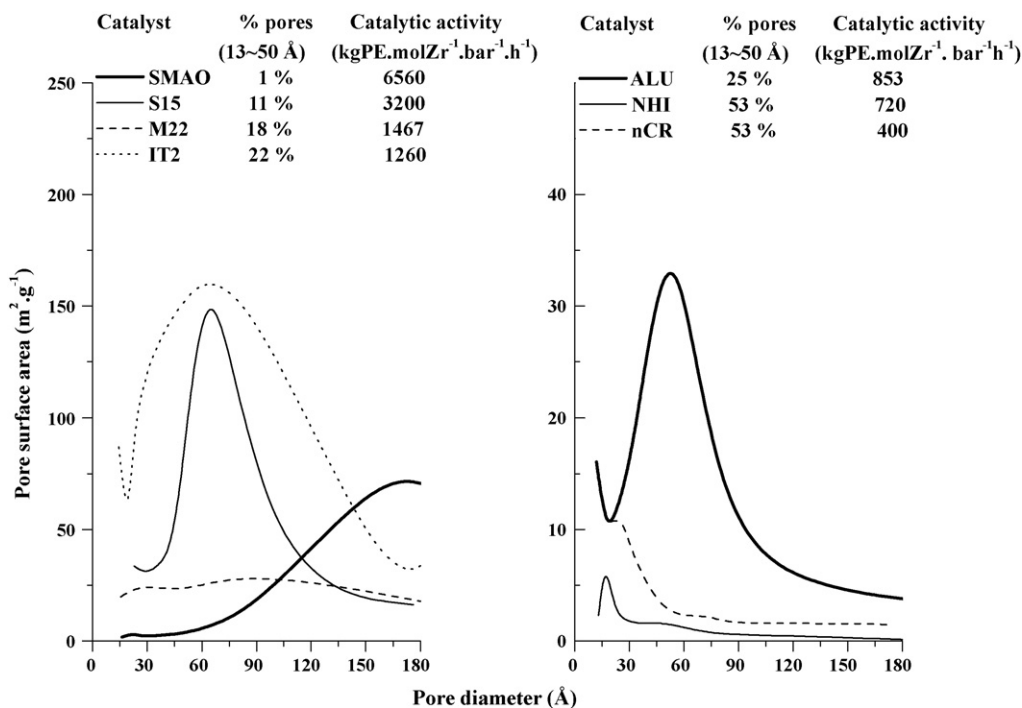 Catalyst % pores Catalytic activity
(13~50 Å) (kgPE.molZr⁻¹.bar⁻¹.h⁻¹)
SMAO 1 % 6560
S15 11 % 3200
M22 18 % 1467
IT2 22 % 1260
250
200
150
100
50
0
0 30 60 90 120 150 180
Catalyst % pores Catalytic activity
(13~50 Å) (kgPE.molZr⁻¹. bar⁻¹h⁻¹)
ALU 25 % 853
NHI 53 % 720
nCR 53 % 400
40
30
20
10
0
0 30 60 90 120 150 180
Pore surface area (m².g⁻¹)
Pore diameter (Å)